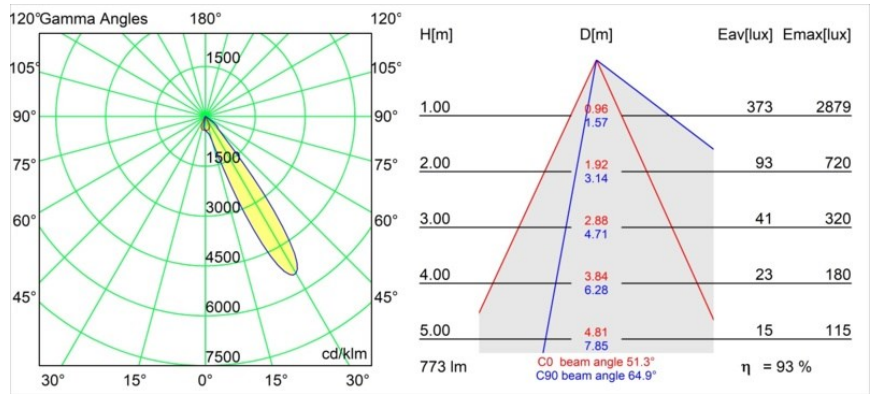 120° Gamma Angles 180° 120°
1500
105° 105°
90° 90°
0
75° 1500 75°
3000
60° 60°
4500
45° 45°
6000
7500 cd/klm
30° 15° 0° 15° 30°
H[m] D[m] Eav[lux] Emax[lux]
1.00 0.96 373 2879
1.57
2.00 1.92 93 720
3.14
3.00 2.88 41 320
4.71
4.00 3.84 23 180
6.28
5.00 4.81 15 115
7.85
773 lm C0 beam angle 51.3° η = 93 %
C90 beam angle 64.9°